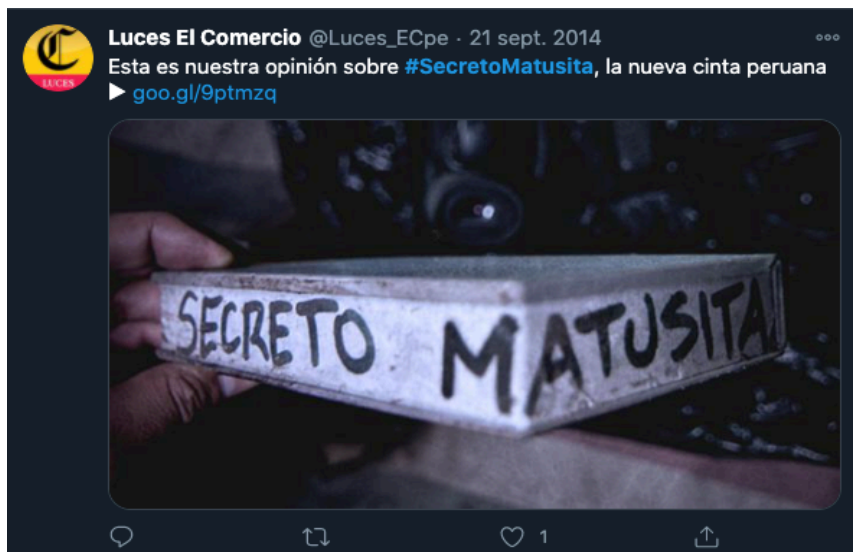 Luces El Comercio @Luces_ECpe · 21 sept. 2014
Esta es nuestra opinión sobre #SecretoMatusita, la nueva cinta peruana
▶ goo.gl/9ptmzq
C
LUCES
SECRETO MATUSITA
1